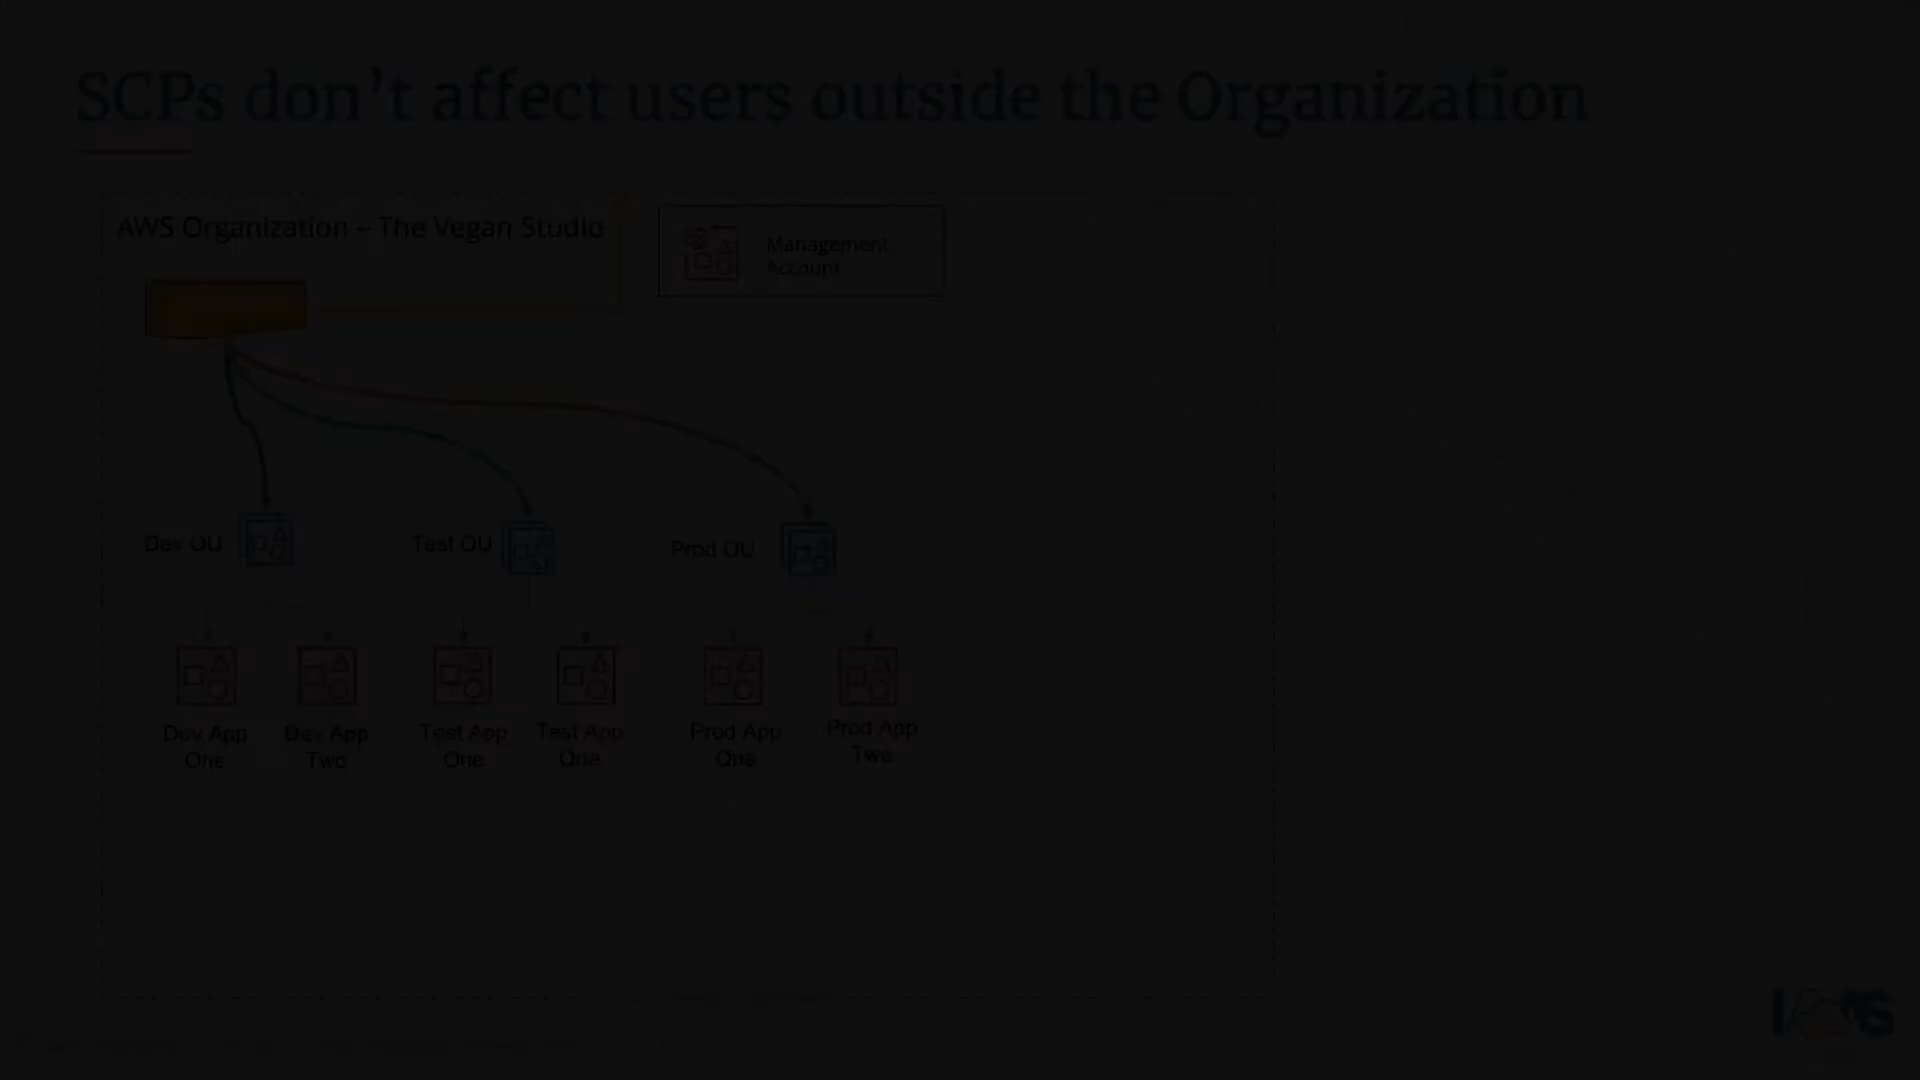 SCPs don't affect users outside the Organization
AWS Organization – The Vegan Studio
Management
Account
Dev OU
Test OU
Prod OU
Dev App
One
Dev App
Two
Test App
One
Test App
One
Prod App
One
Prod App
Two